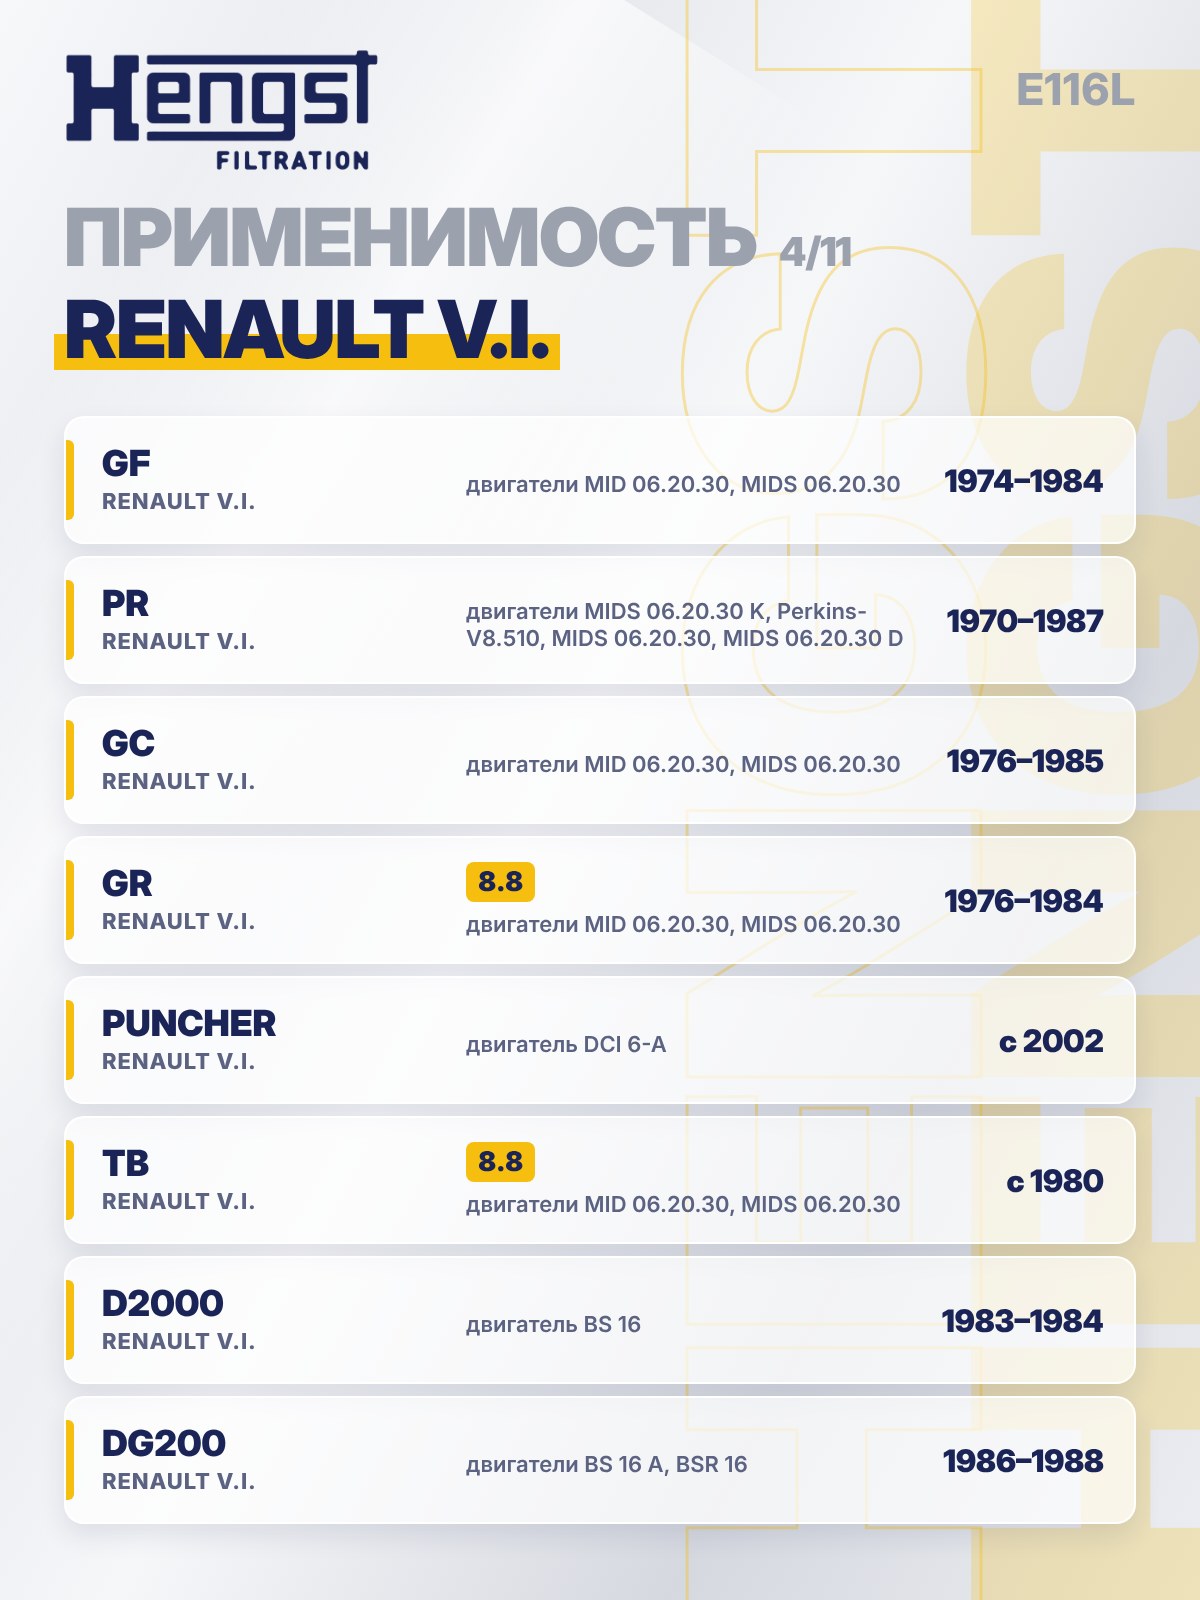 Hengst
FILTRATION
E116L
ПРИМЕНИМОСТЬ 4/11
RENAULT V.I.
GF
RENAULT V.I.
двигатели MID 06.20.30, MIDS 06.20.30
1974–1984
PR
RENAULT V.I.
двигатели MIDS 06.20.30 K, Perkins-
V8.510, MIDS 06.20.30, MIDS 06.20.30 D
1970–1987
GC
RENAULT V.I.
двигатели MID 06.20.30, MIDS 06.20.30
1976–1985
GR
RENAULT V.I.
8.8
двигатели MID 06.20.30, MIDS 06.20.30
1976–1984
PUNCHER
RENAULT V.I.
двигатель DCI 6-A
с 2002
TB
RENAULT V.I.
8.8
двигатели MID 06.20.30, MIDS 06.20.30
с 1980
D2000
RENAULT V.I.
двигатель BS 16
1983–1984
DG200
RENAULT V.I.
двигатели BS 16 A, BSR 16
1986–1988
HENGST
HENGST